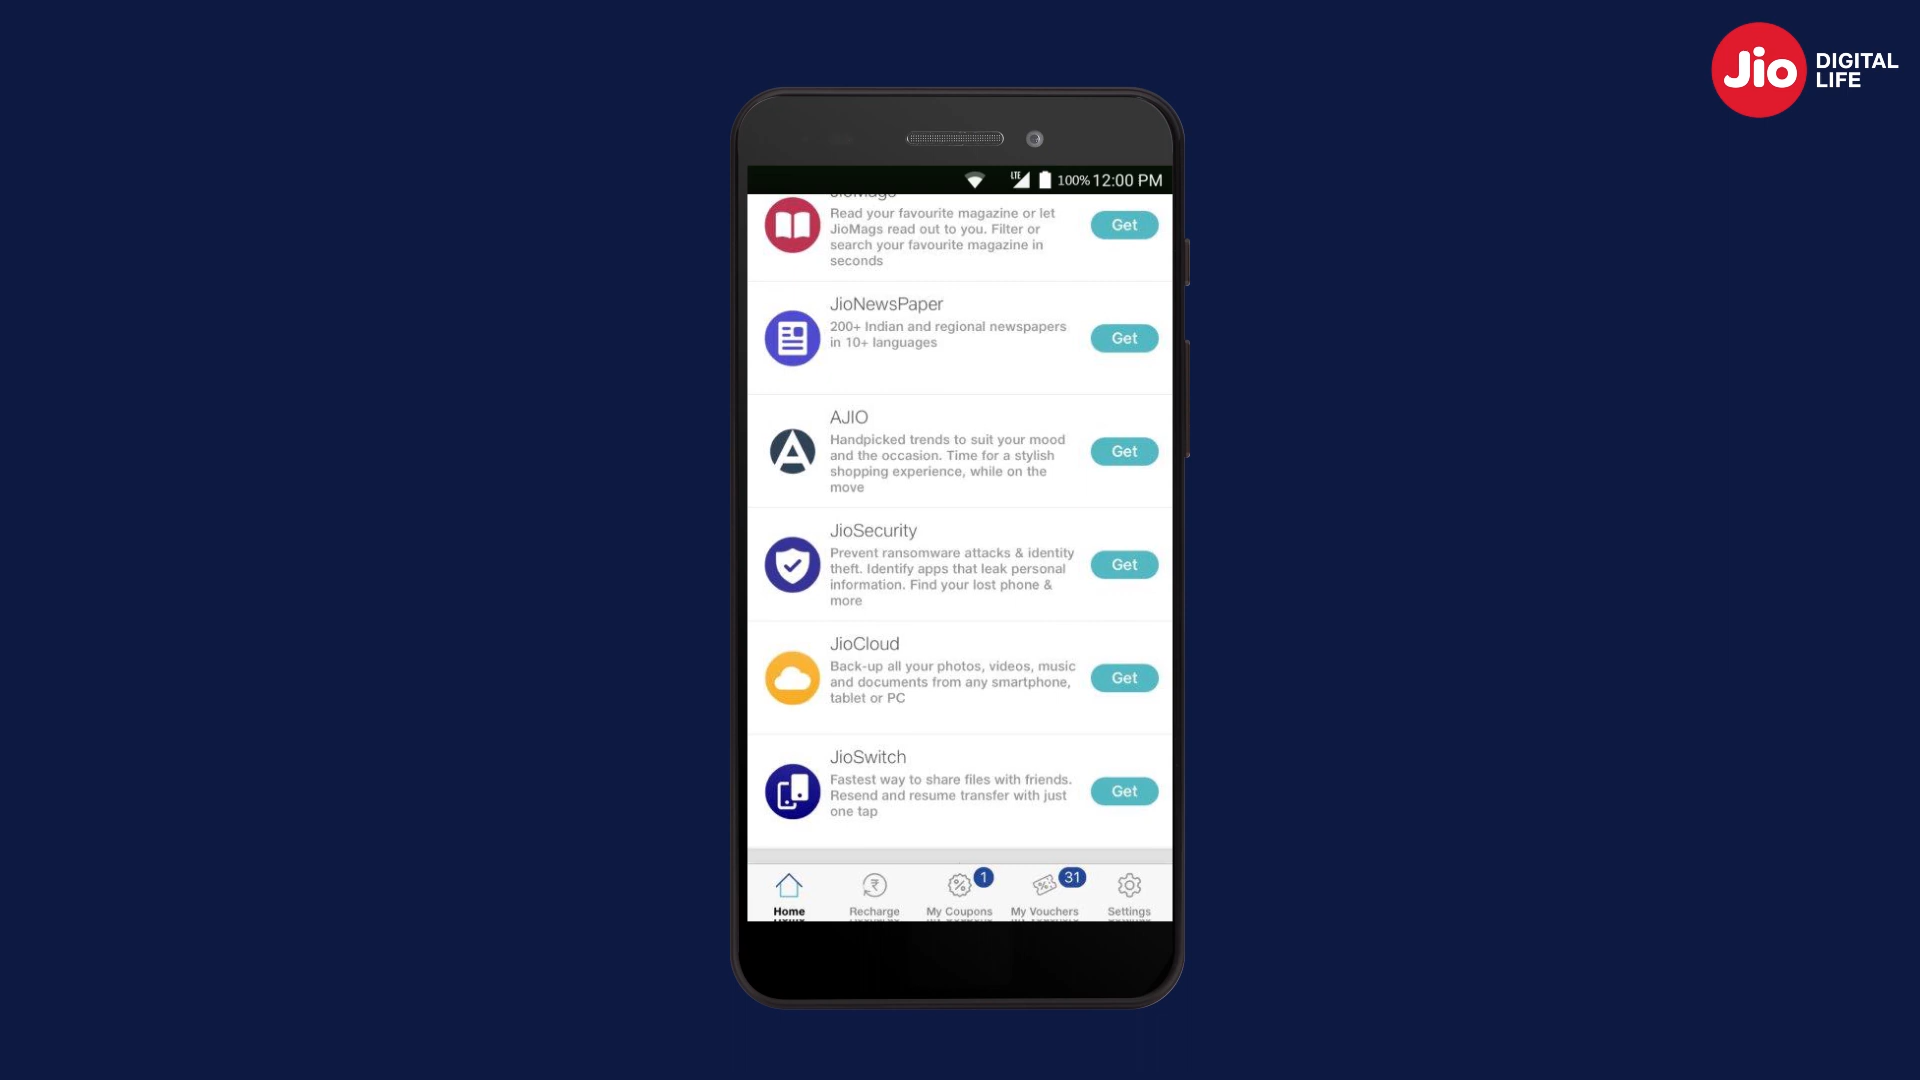 Jio DIGITAL
LIFE
LTE 100% 12:00 PM
JioMags
Read your favourite magazine or let
JioMags read out to you. Filter or
search your favourite magazine in
seconds
Get
JioNewsPaper
200+ Indian and regional newspapers
in 10+ languages
Get
AJIO
Handpicked trends to suit your mood
and the occasion. Time for a stylish
shopping experience, while on the
move
Get
JioSecurity
Prevent ransomware attacks & identity
theft. Identify apps that leak personal
information. Find your lost phone &
more
Get
JioCloud
Back-up all your photos, videos, music
and documents from any smartphone,
tablet or PC
Get
JioSwitch
Fastest way to share files with friends.
Resend and resume transfer with just
one tap
Get
1 31
Home Recharge My Coupons My Vouchers Settings